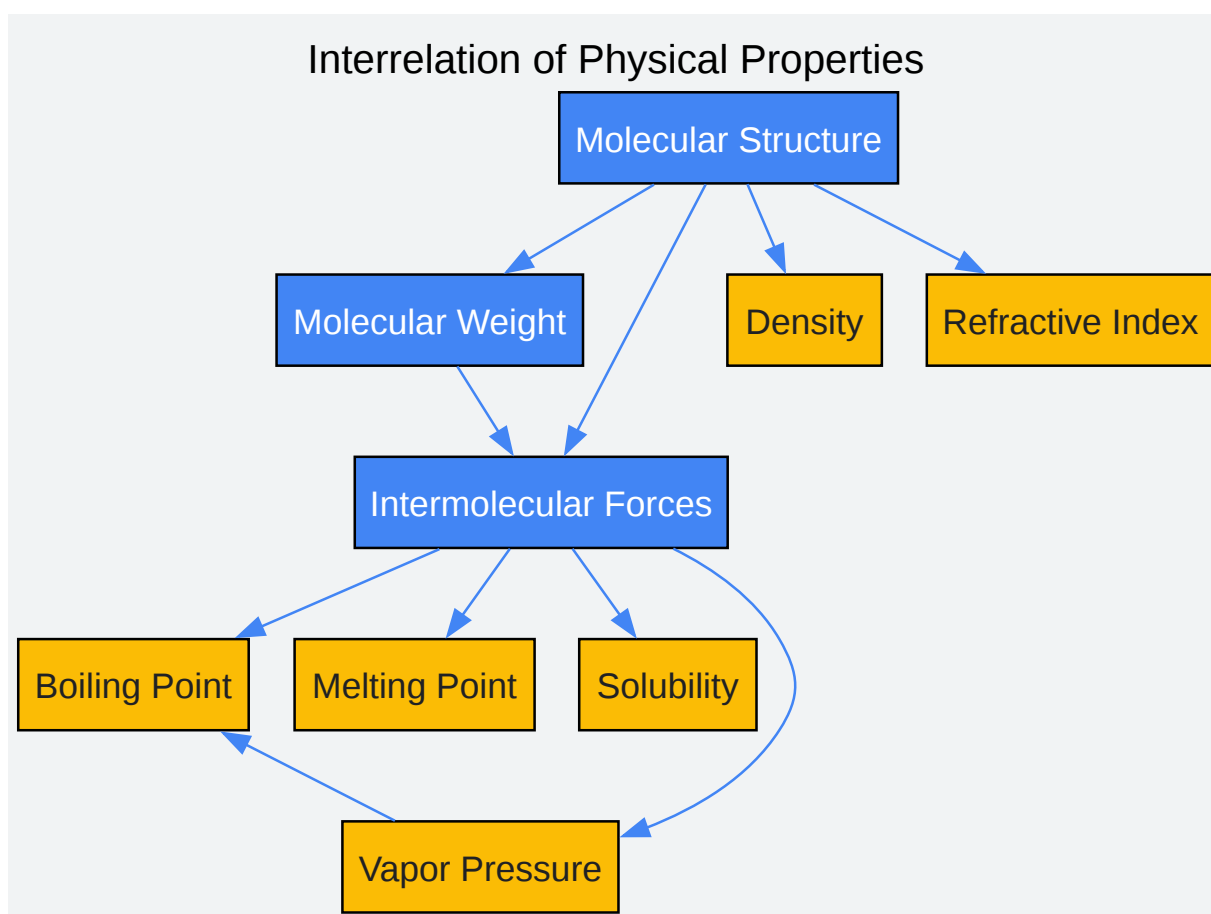 Interrelation of Physical Properties
Molecular Structure
Molecular Weight
Density
Refractive Index
Intermolecular Forces
Boiling Point
Melting Point
Solubility
Vapor Pressure